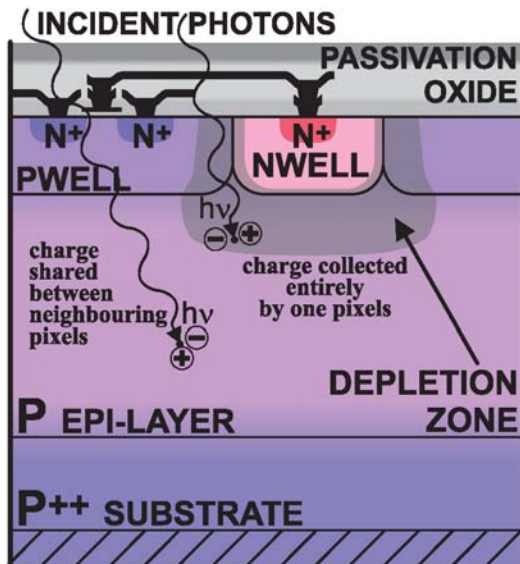 INCIDENT PHOTONS
PASSIVATION
OXIDE
N+
N+
N+
PWELL
NWELL
hν
− +
charge
shared
between
neighbouring
pixels
charge collected
entirely
by one pixels
hν
−
+
DEPLETION
ZONE
P EPI-LAYER
P++ SUBSTRATE